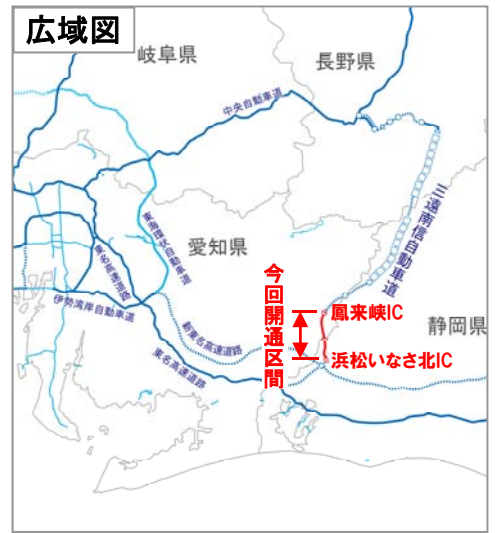 広域図
岐阜県
長野県
中央自動車道
三遠南信自動車道
東海環状自動車道
愛知県
東名高速道路
伊勢湾岸自動車道
新東名高速道路
東名高速道路
今回開通区間
鳳来峡IC
静岡県
浜松いなさ北IC